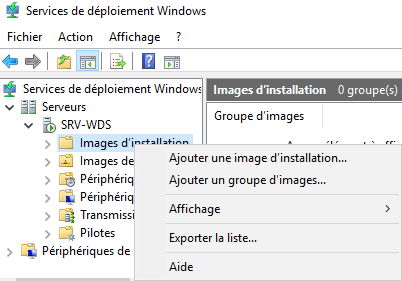 Services de déploiement Windows
Fichier Action Affichage ?
Services de déploiement Windows
Images d'installation 0 groupe(s)
Serveurs
Groupe d'images
SRV-WDS
Images d'installation
Ajouter une image d'installation...
Images de
Périphérique
Ajouter un groupe d'images...
Périphérique
Affichage
Transmissi
Pilotes
Exporter la liste...
Périphériques de
Aide